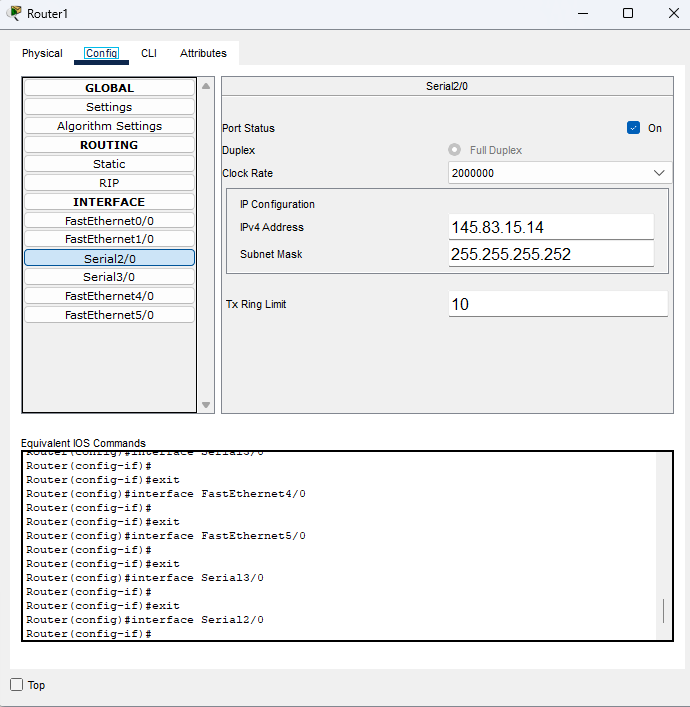 Router1
Physical Config CLI Attributes
GLOBAL
Settings
Algorithm Settings
ROUTING
Static
RIP
INTERFACE
FastEthernet0/0
FastEthernet1/0
Serial2/0
Serial3/0
FastEthernet4/0
FastEthernet5/0
Serial2/0
Port Status On
Duplex Full Duplex
Clock Rate 2000000
IP Configuration
IPv4 Address 145.83.15.14
Subnet Mask 255.255.255.252
Tx Ring Limit 10
Equivalent IOS Commands
Router(config)#interface Serial3/0
Router(config-if)#
Router(config-if)#exit
Router(config)#interface FastEthernet4/0
Router(config-if)#
Router(config-if)#exit
Router(config)#interface FastEthernet5/0
Router(config-if)#
Router(config-if)#exit
Router(config)#interface Serial3/0
Router(config-if)#
Router(config-if)#exit
Router(config)#interface Serial2/0
Router(config-if)#
Top